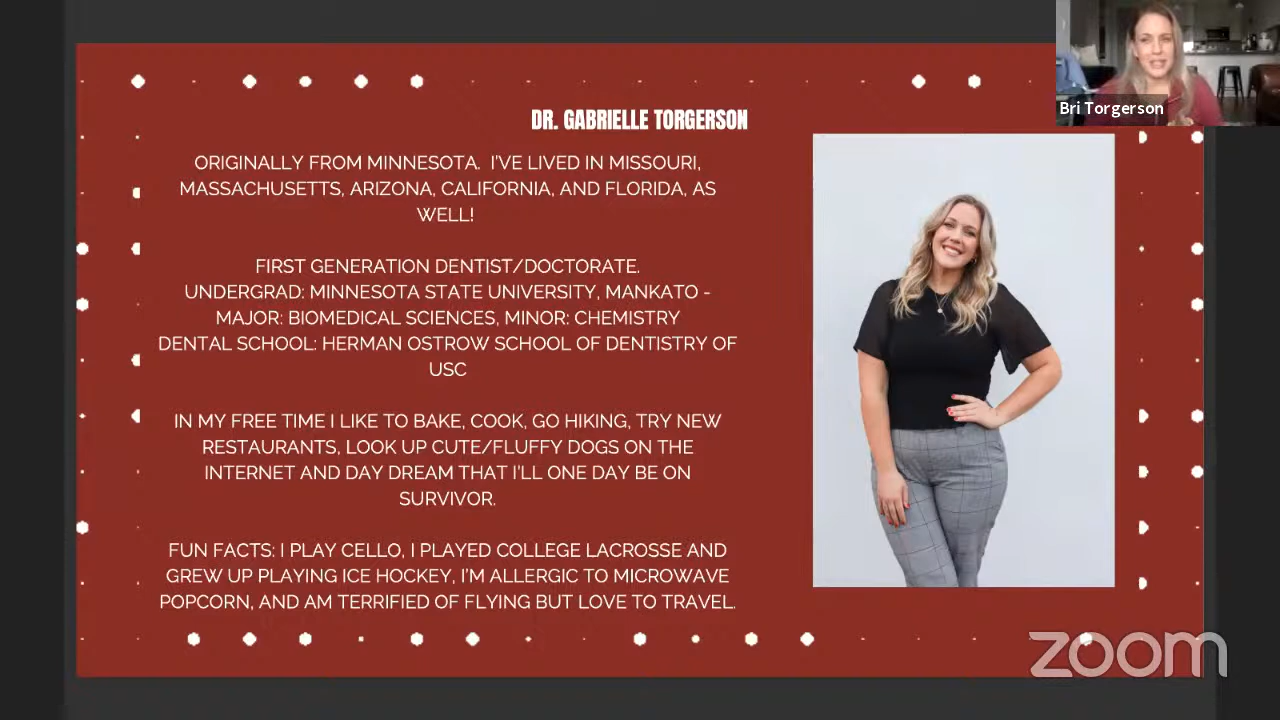 Bri Torgerson
DR. GABRIELLE TORGERSON
ORIGINALLY FROM MINNESOTA. I'VE LIVED IN MISSOURI,
MASSACHUSETTS, ARIZONA, CALIFORNIA, AND FLORIDA, AS
WELL!
FIRST GENERATION DENTIST/DOCTORATE.
UNDERGRAD: MINNESOTA STATE UNIVERSITY, MANKATO -
MAJOR: BIOMEDICAL SCIENCES, MINOR: CHEMISTRY
DENTAL SCHOOL: HERMAN OSTROW SCHOOL OF DENTISTRY OF
USC
IN MY FREE TIME I LIKE TO BAKE, COOK, GO HIKING, TRY NEW
RESTAURANTS, LOOK UP CUTE/FLUFFY DOGS ON THE
INTERNET AND DAY DREAM THAT I'LL ONE DAY BE ON
SURVIVOR.
FUN FACTS: I PLAY CELLO, I PLAYED COLLEGE LACROSSE AND
GREW UP PLAYING ICE HOCKEY, I'M ALLERGIC TO MICROWAVE
POPCORN, AND AM TERRIFIED OF FLYING BUT LOVE TO TRAVEL.
zoom